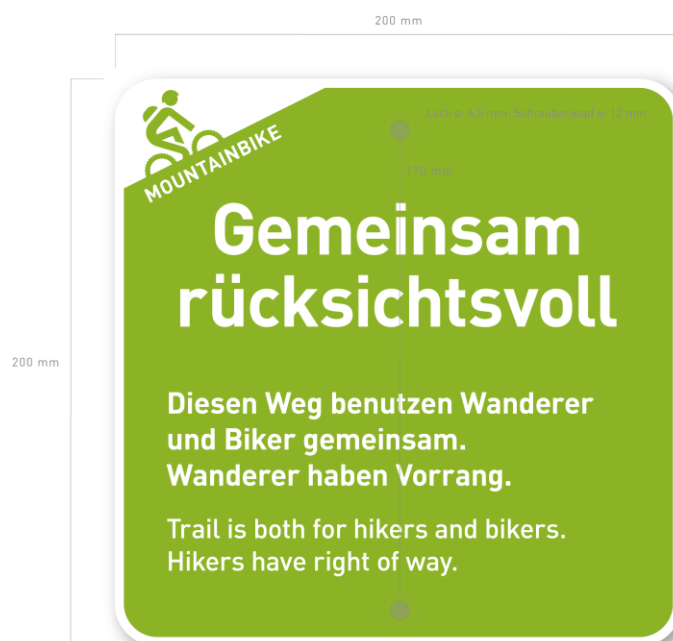 200 mm
Loch ø 6,5 mm, Schraubenkopf ø 12 mm
MOUNTAINBIKE
170 mm
Gemeinsam
rücksichtsvoll
200 mm
Diesen Weg benutzen Wanderer
und Biker gemeinsam.
Wanderer haben Vorrang.
Trail is both for hikers and bikers.
Hikers have right of way.